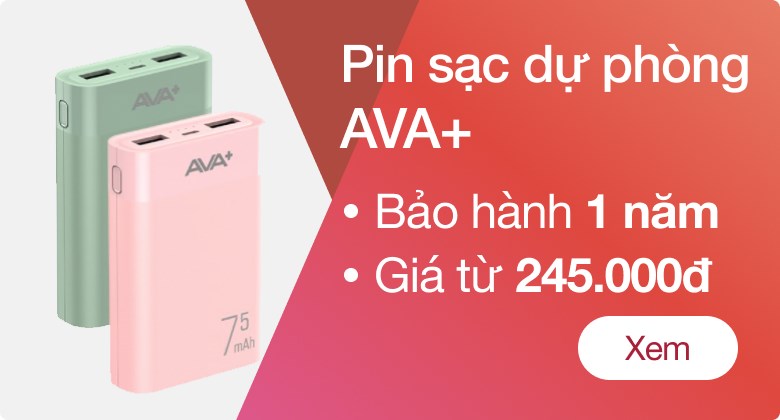 AVA+
AVA+
75
mAh
Pin sạc dự phòng
AVA+
• Bảo hành 1 năm
• Giá từ 245.000đ
Xem